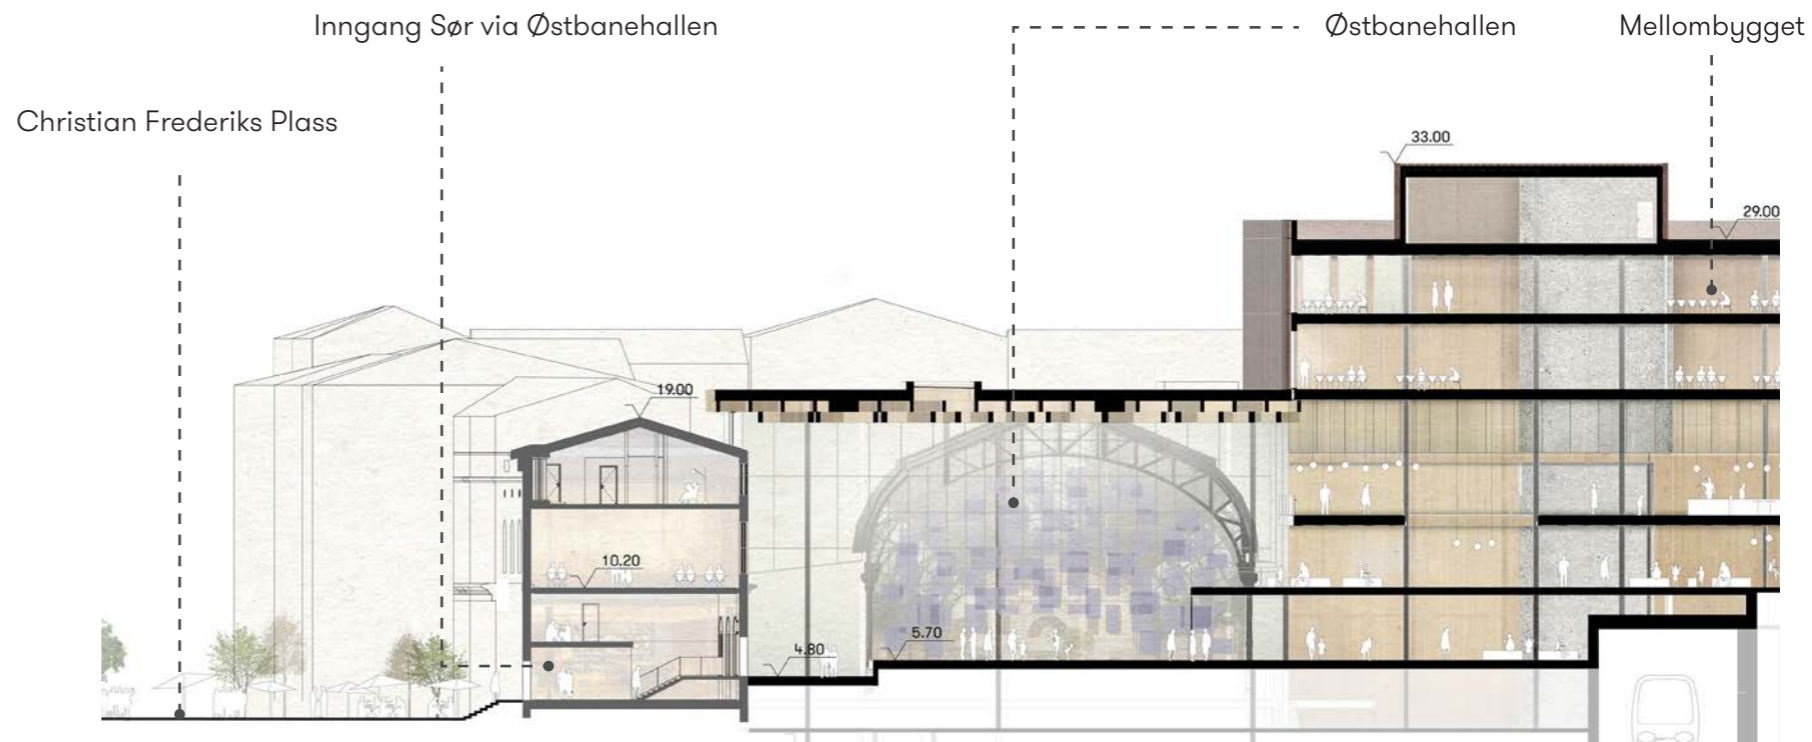 Inngang Sør via Østbanehallen
Østbanehallen
Mellombygget
Christian Frederiks Plass
33.00
29.00
19.00
10.20
5.70
4.80